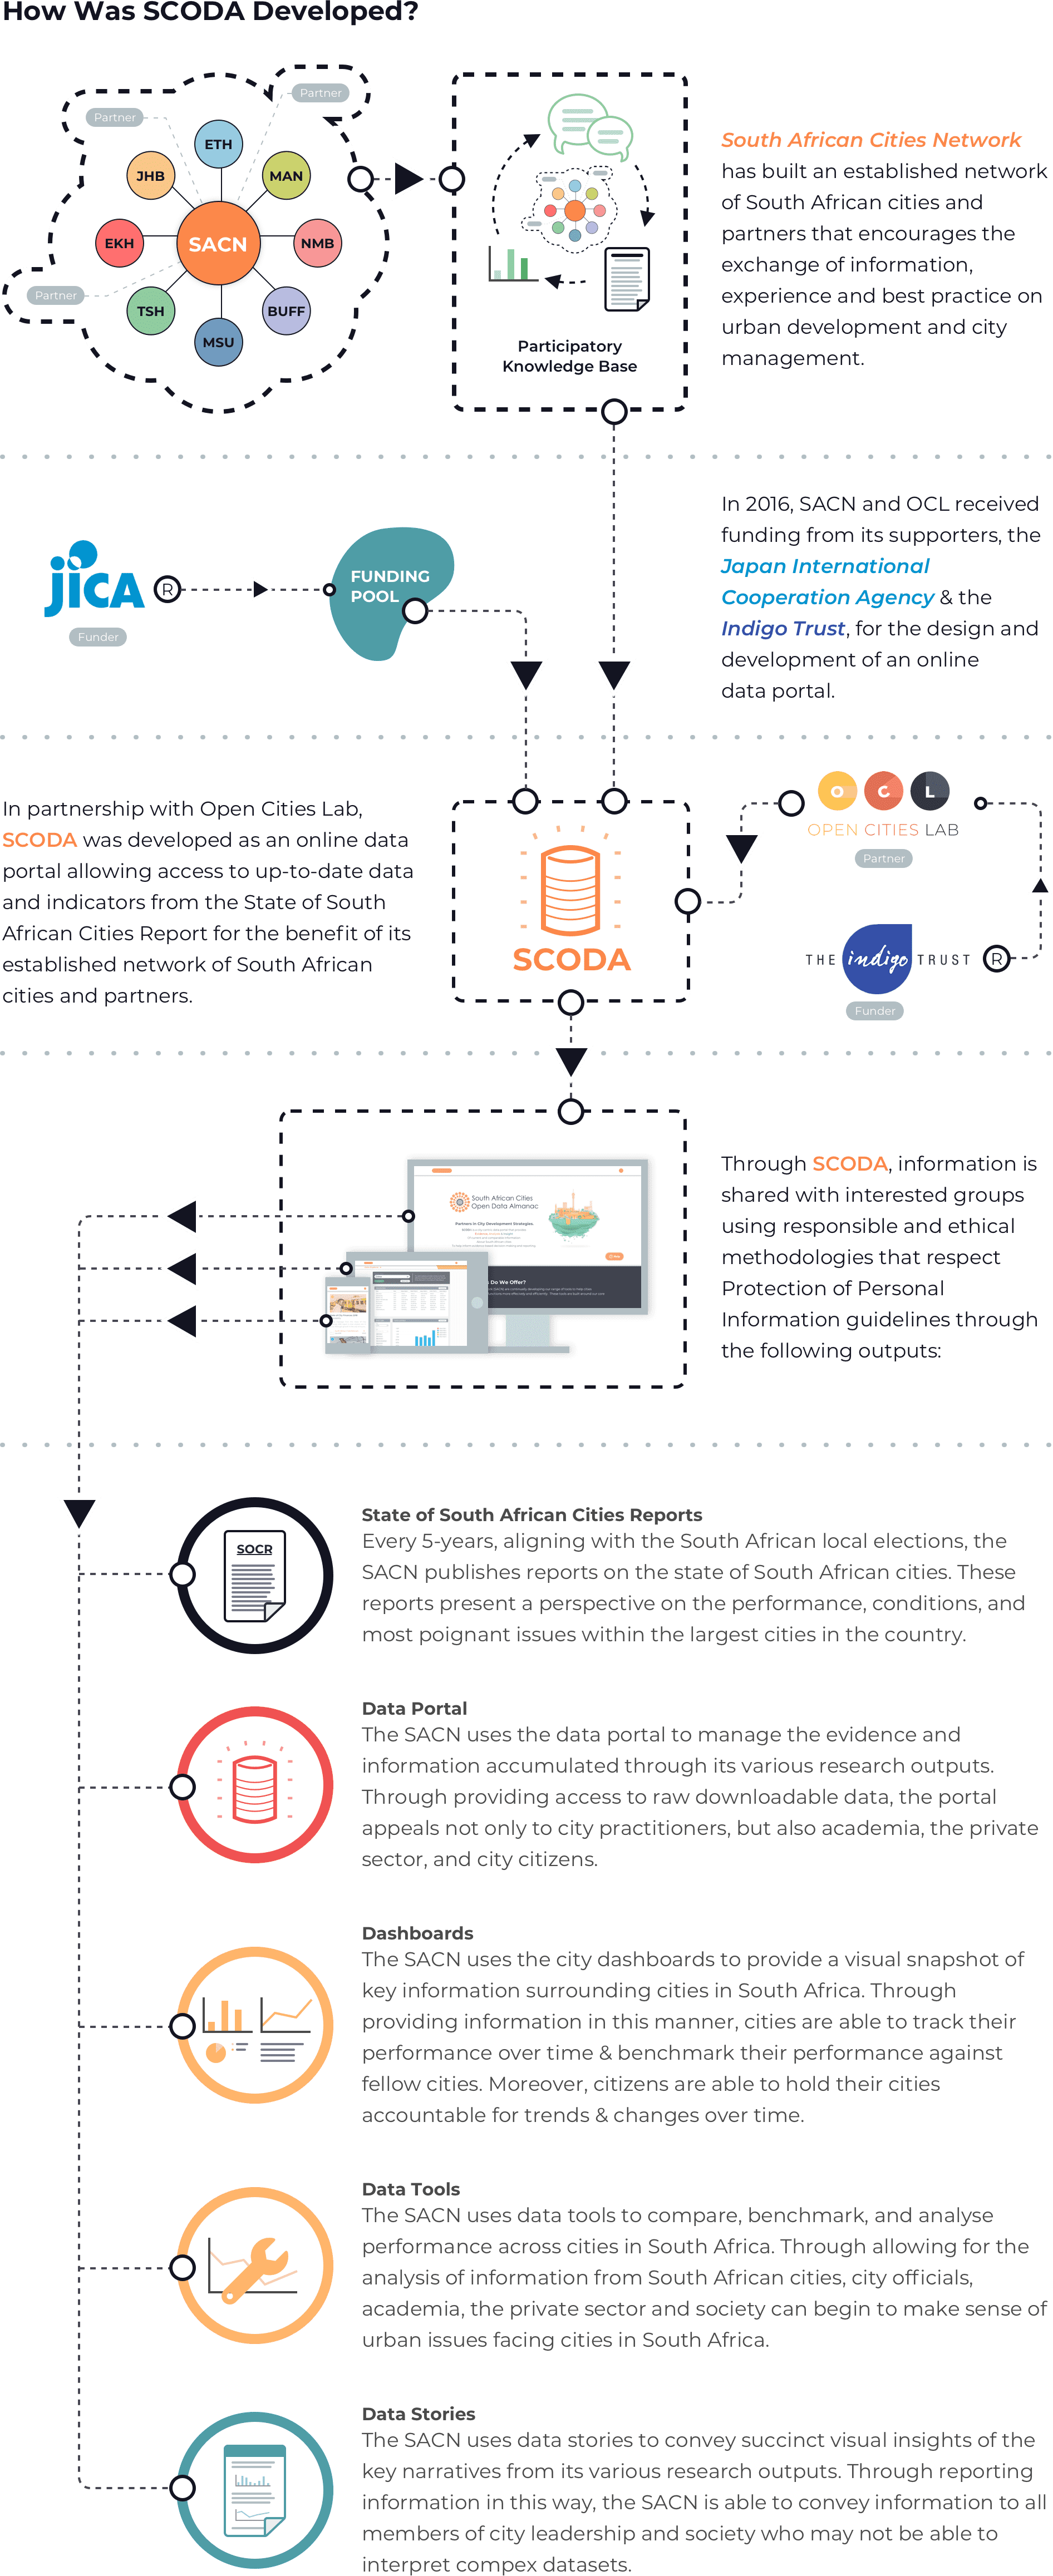 How Was SCODA Developed?
Partner
Partner
ETH
JHB
MAN
EKH
SACN
NMB
Partner
TSH
BUFF
MSU
Participatory
Knowledge Base
South African Cities Network
has built an established network
of South African cities and
partners that encourages the
exchange of information,
experience and best practice on
urban development and city
management.
JICA
R
Funder
FUNDING
POOL
In 2016, SACN and OCL received
funding from its supporters, the
Japan International
Cooperation Agency & the
Indigo Trust, for the design and
development of an online
data portal.
In partnership with Open Cities Lab,
SCODA was developed as an online data
portal allowing access to up-to-date data
and indicators from the State of South
African Cities Report for the benefit of its
established network of South African
cities and partners.
SCODA
O C L
OPEN CITIES LAB
Partner
THE indigo TRUST
R
Funder
South African Cities
Open Data Almanac
Partners in City Development Strategies.
Do We Offer?
Through SCODA, information is
shared with interested groups
using responsible and ethical
methodologies that respect
Protection of Personal
Information guidelines through
the following outputs:
SOCR
State of South African Cities Reports
Every 5-years, aligning with the South African local elections, the
SACN publishes reports on the state of South African cities. These
reports present a perspective on the performance, conditions, and
most poignant issues within the largest cities in the country.
Data Portal
The SACN uses the data portal to manage the evidence and
information accumulated through its various research outputs.
Through providing access to raw downloadable data, the portal
appeals not only to city practitioners, but also academia, the private
sector, and city citizens.
Dashboards
The SACN uses the city dashboards to provide a visual snapshot of
key information surrounding cities in South Africa. Through
providing information in this manner, cities are able to track their
performance over time & benchmark their performance against
fellow cities. Moreover, citizens are able to hold their cities
accountable for trends & changes over time.
Data Tools
The SACN uses data tools to compare, benchmark, and analyse
performance across cities in South Africa. Through allowing for the
analysis of information from South African cities, city officials,
academia, the private sector and society can begin to make sense of
urban issues facing cities in South Africa.
Data Stories
The SACN uses data stories to convey succinct visual insights of the
key narratives from its various research outputs. Through reporting
information in this way, the SACN is able to convey information to all
members of city leadership and society who may not be able to
interpret compex datasets.